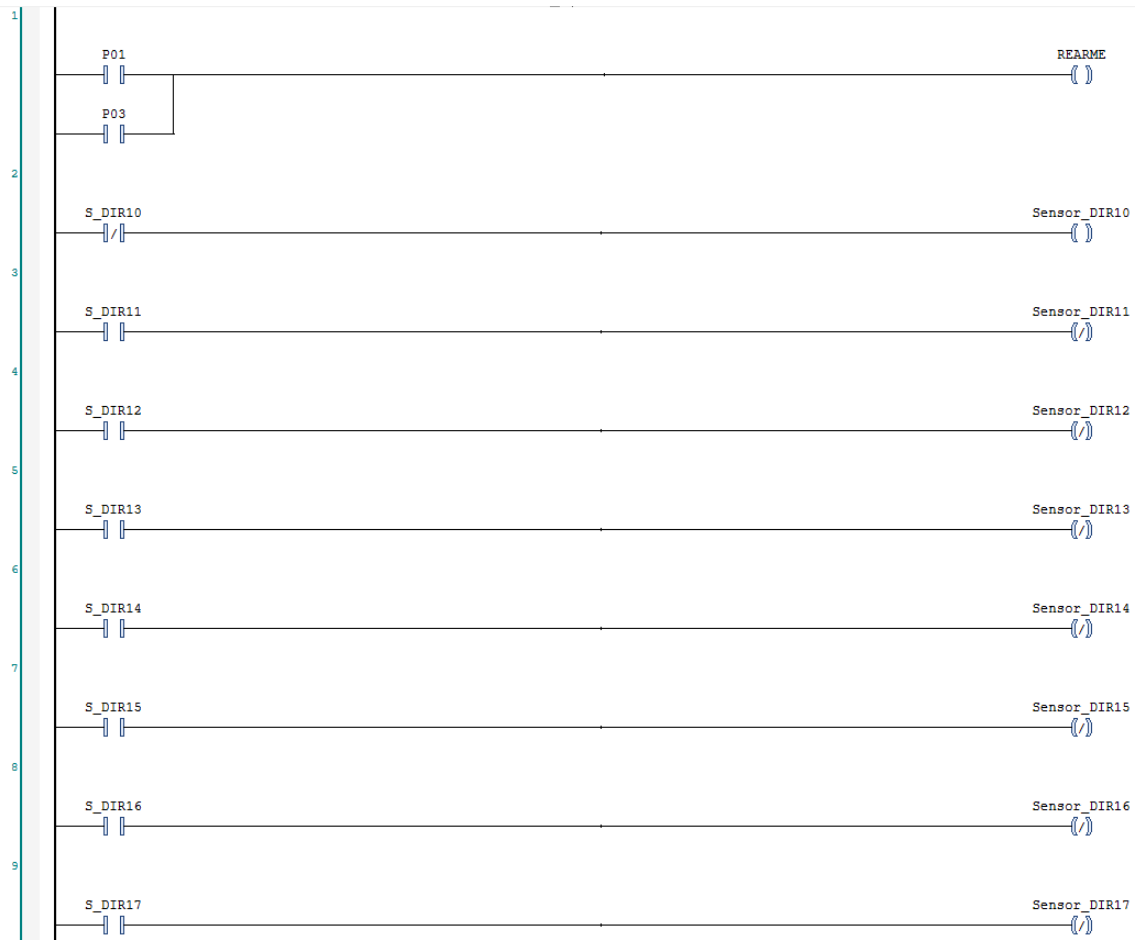 1
P01 REARME
P03
2
S_DIR10 Sensor_DIR10
3
S_DIR11 Sensor_DIR11
4
S_DIR12 Sensor_DIR12
5
S_DIR13 Sensor_DIR13
6
S_DIR14 Sensor_DIR14
7
S_DIR15 Sensor_DIR15
8
S_DIR16 Sensor_DIR16
9
S_DIR17 Sensor_DIR17